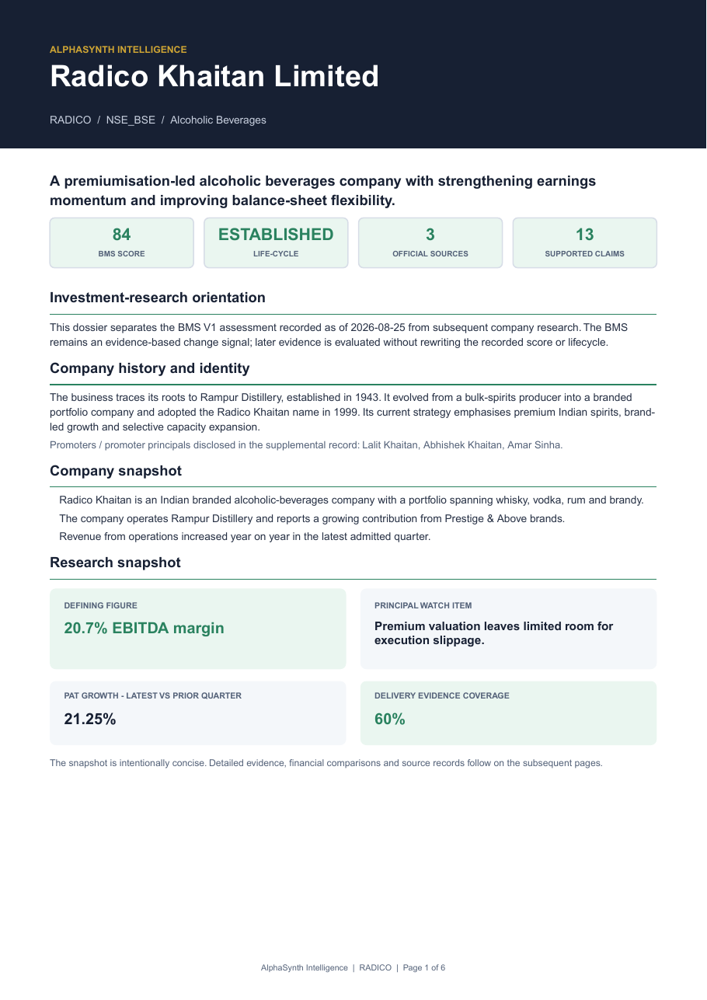 ALPHASYNTH INTELLIGENCE
Radico Khaitan Limited
RADICO / NSE_BSE / Alcoholic Beverages
A premiumisation-led alcoholic beverages company with strengthening earnings
momentum and improving balance-sheet flexibility.
84
BMS SCORE
ESTABLISHED
LIFE-CYCLE
3
OFFICIAL SOURCES
13
SUPPORTED CLAIMS
Investment-research orientation
This dossier separates the BMS V1 assessment recorded as of 2026-08-25 from subsequent company research. The BMS
remains an evidence-based change signal; later evidence is evaluated without rewriting the recorded score or lifecycle.
Company history and identity
The business traces its roots to Rampur Distillery, established in 1943. It evolved from a bulk-spirits producer into a branded
portfolio company and adopted the Radico Khaitan name in 1999. Its current strategy emphasises premium Indian spirits, brand-
led growth and selective capacity expansion.
Promoters / promoter principals disclosed in the supplemental record: Lalit Khaitan, Abhishek Khaitan, Amar Sinha.
Company snapshot
Radico Khaitan is an Indian branded alcoholic-beverages company with a portfolio spanning whisky, vodka, rum and brandy.
The company operates Rampur Distillery and reports a growing contribution from Prestige & Above brands.
Revenue from operations increased year on year in the latest admitted quarter.
Research snapshot
DEFINING FIGURE
20.7% EBITDA margin
PRINCIPAL WATCH ITEM
Premium valuation leaves limited room for
execution slippage.
PAT GROWTH - LATEST VS PRIOR QUARTER
21.25%
DELIVERY EVIDENCE COVERAGE
60%
The snapshot is intentionally concise. Detailed evidence, financial comparisons and source records follow on the subsequent pages.
AlphaSynth Intelligence | RADICO | Page 1 of 6